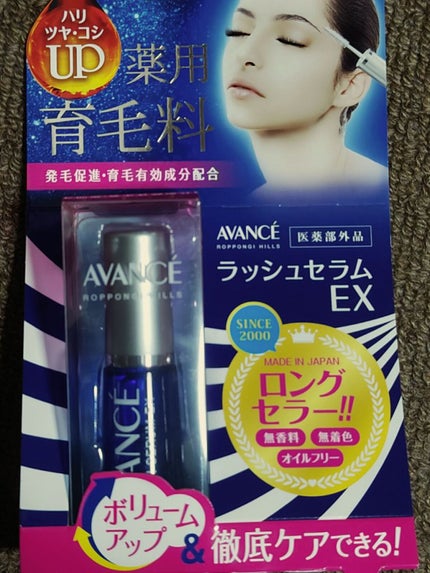 ハリ
ツヤ・コシ
UP
薬用
育毛料
発毛促進・育毛有効成分配合
AVANCÉ
ROPPONGI HILLS
医薬部外品
ラッシュセラム
EX
SINCE
2000
MADE IN JAPAN
ロング
セラー!!
無香料
無着色
オイルフリー
AVANCÉ
ROPPONGI HILLS
AVANCÉ
SERUM EX
ボリューム
アップ
&徹底ケアできる!